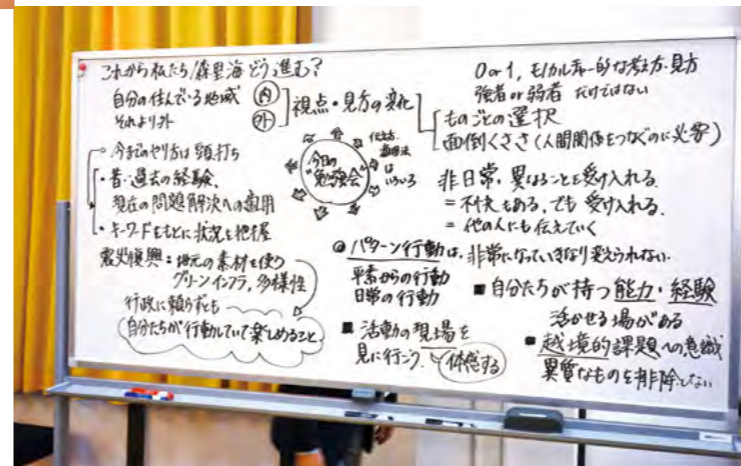 これから私たち/森里海どう進む?
自分の住んでいる地域 内
それより外 外
視点・見方の変化
・今までのやり方は頭打ち
・昔・過去の経験、
現在の問題解決への適用
・キーワードをもとに状況を把握
震災復興:地元の素材を使う
グリーンインフラ, 多様性
行政に頼らずとも
自分たちが行動していて楽しめること
今日の
"勉強会"
伝え方
は
いろいろ
0 or 1, モノカルチャー的な考え方・見方
強者 or 弱者 だけではない
ものごとの選択
面倒くささ(人間関係をつなぐのに必要)
非日常・異なることを受け入れる.
=不快もある、でも受け入れる.
=他の人にも伝えていく
◎パターン行動は、非常になっていきなり変えられない.
平素からの行動
日常の行動
■ 活動の現場を
見に行こう.
体感する
■ 自分たちが持つ能力・経験
活かせる場がある
■ 越境的課題への意識
異質なものを排除しない